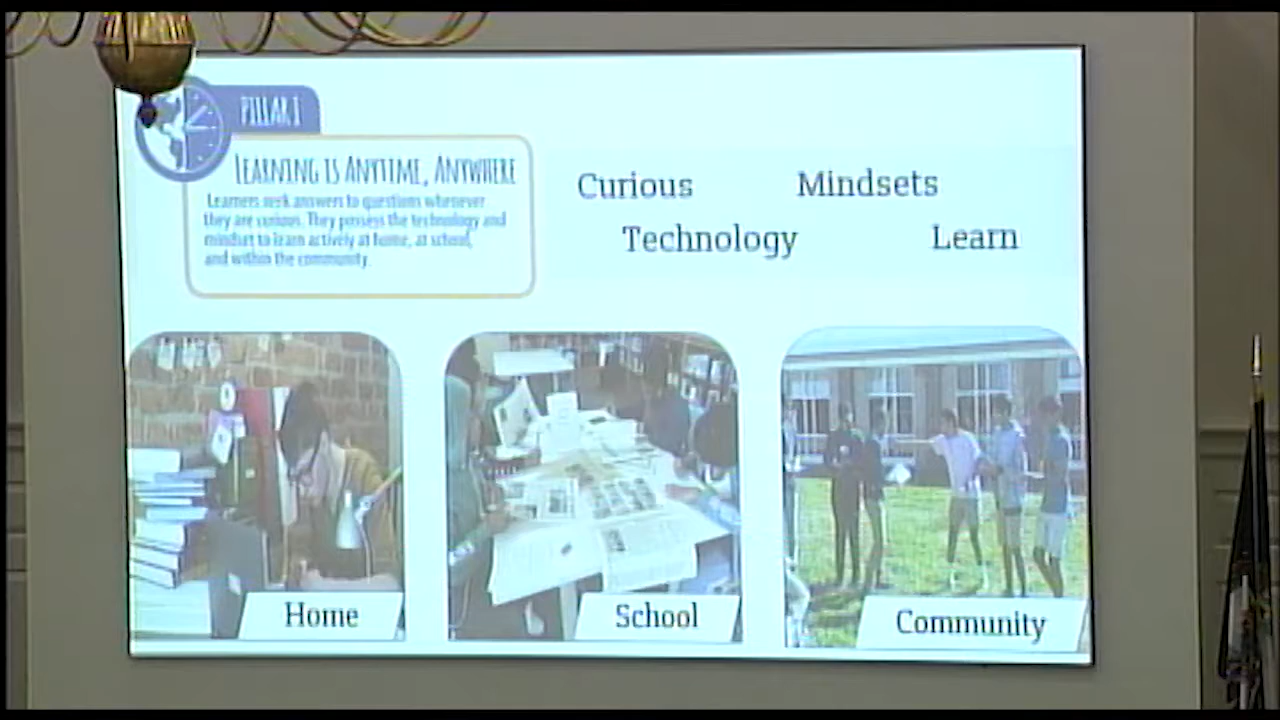 PILLAR I
LEARNING IS ANYTIME, ANYWHERE
Learners seek answers to questions whenever
they are curious. They possess the technology and
mindset to learn actively at home, at school,
and within the community.
Curious
Mindsets
Technology
Learn
Home
School
Community